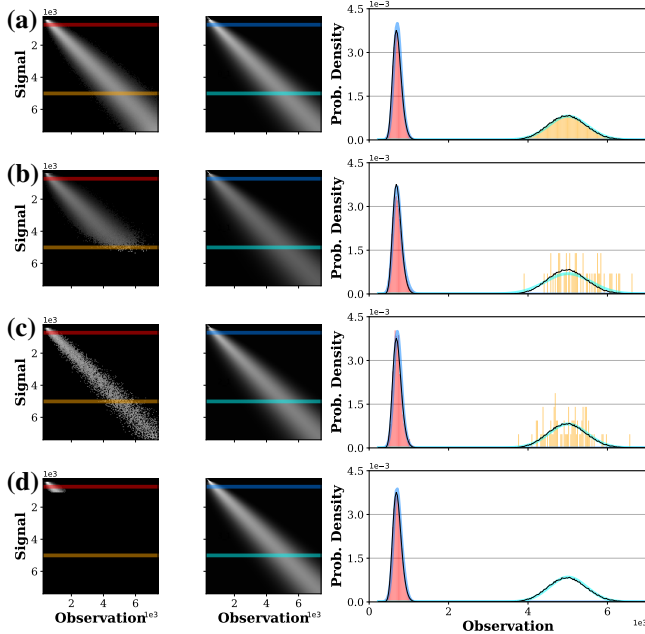 (a)
1e3
Signal
2
4
6
Prob. Density
1e−3
4.5
3.0
1.5
0.0
(b)
1e3
Signal
2
4
6
Prob. Density
1e−3
4.5
3.0
1.5
0.0
(c)
1e3
Signal
2
4
6
Prob. Density
1e−3
4.5
3.0
1.5
0.0
(d)
1e3
Signal
2
4
6
Prob. Density
1e−3
4.5
3.0
1.5
0.0
2 4 6
2 4 6
0 2 4 6
Observation 1e3
Observation 1e3
Observation 1e3